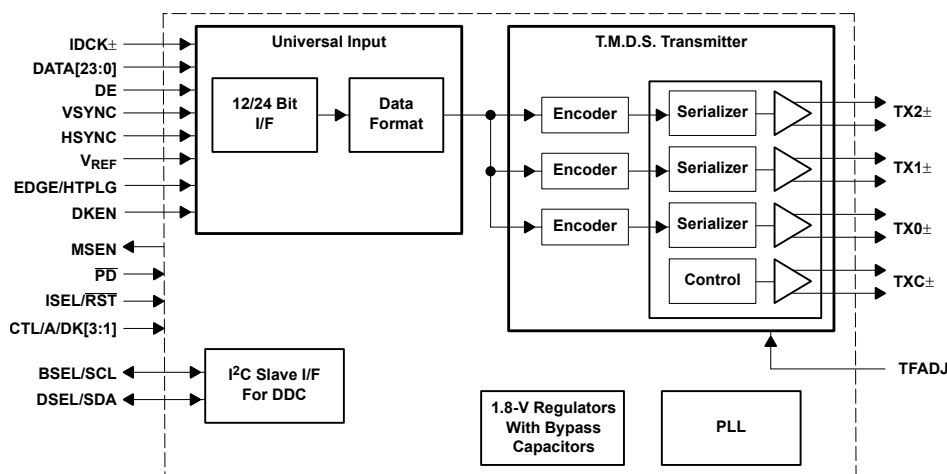 Universal Input
T.M.D.S. Transmitter
IDCK±
DATA[23:0]
DE
VSYNC
HSYNC
VREF
EDGE/HTPLG
DKEN
MSEN
PD
ISEL/RST
CTL/A/DK[3:1]
BSEL/SCL
DSEL/SDA
12/24 Bit
I/F
Data
Format
Encoder
Serializer
TX2±
Encoder
Serializer
TX1±
Encoder
Serializer
TX0±
Control
TXC±
TFADJ
I²C Slave I/F
For DDC
1.8-V Regulators
With Bypass
Capacitors
PLL